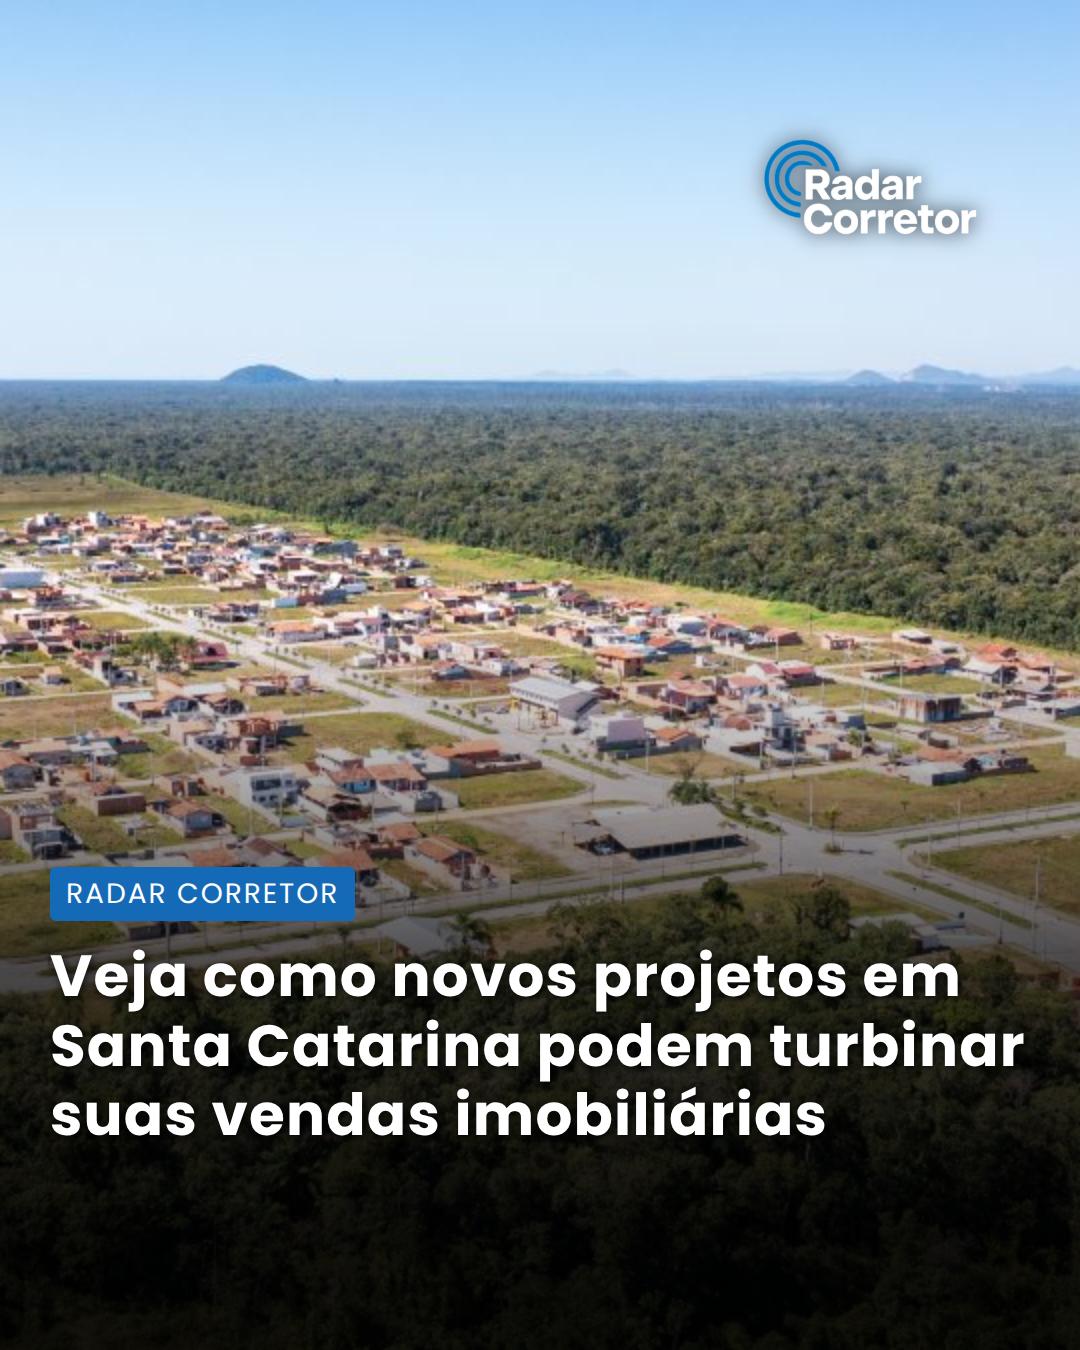 Radar
Corretor
RADAR CORRETOR
Veja como novos projetos em
Santa Catarina podem turbinar
suas vendas imobiliárias